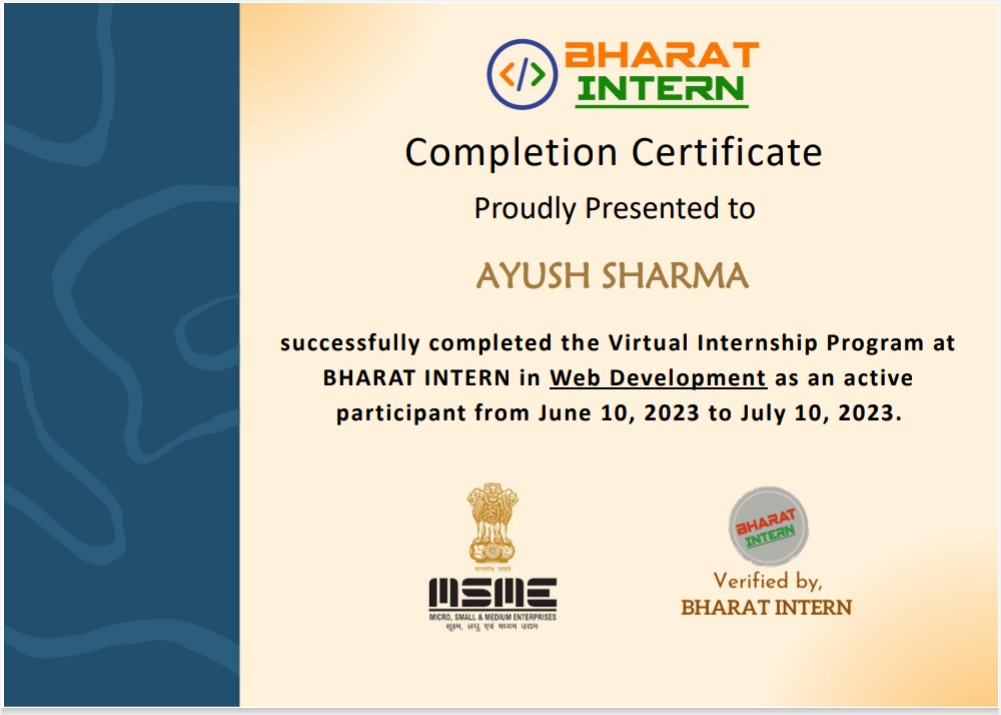 BHARAT
INTERN
Completion Certificate
Proudly Presented to
AYUSH SHARMA
successfully completed the Virtual Internship Program at
BHARAT INTERN in Web Development as an active
participant from June 10, 2023 to July 10, 2023.
सत्यमेव जयते
MSME
MICRO, SMALL & MEDIUM ENTERPRISES
सूक्ष्म, लघु एवं मध्यम उद्यम
BHARAT
INTERN
Verified by,
BHARAT INTERN